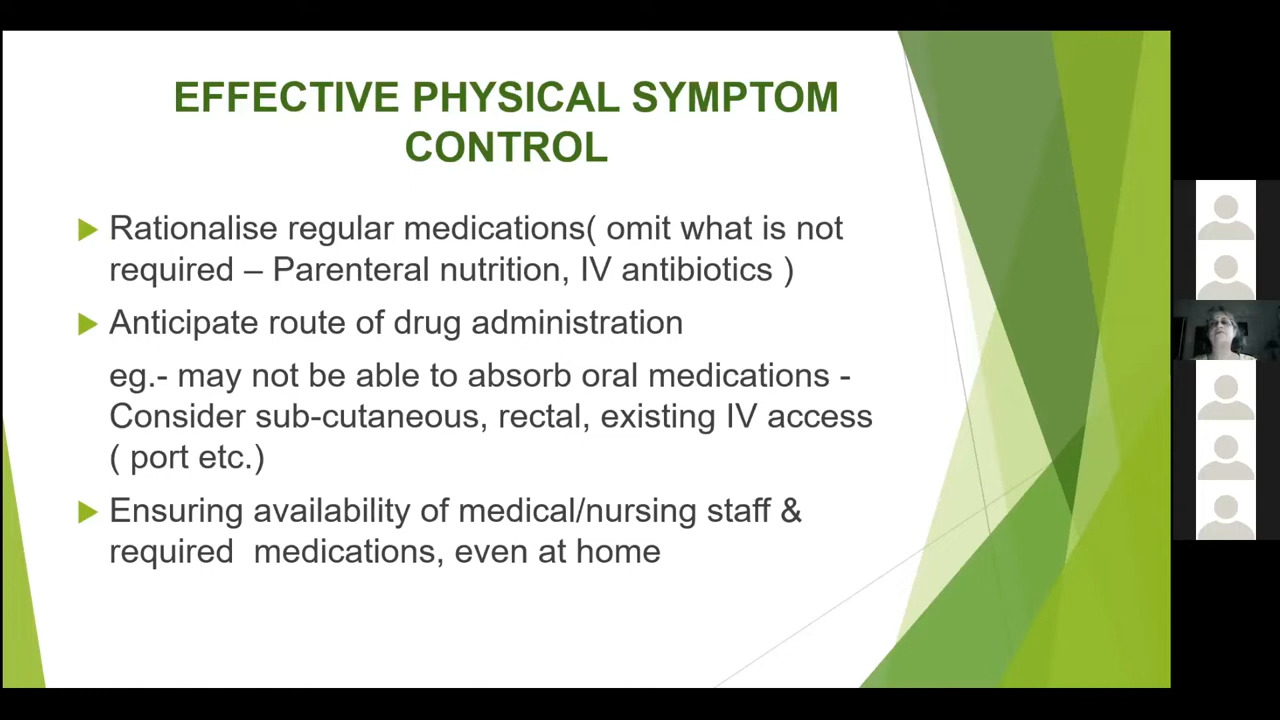 EFFECTIVE PHYSICAL SYMPTOM
CONTROL
Rationalise regular medications( omit what is not
required – Parenteral nutrition, IV antibiotics )
Anticipate route of drug administration
eg.- may not be able to absorb oral medications -
Consider sub-cutaneous, rectal, existing IV access
( port etc.)
Ensuring availability of medical/nursing staff &
required  medications, even at home